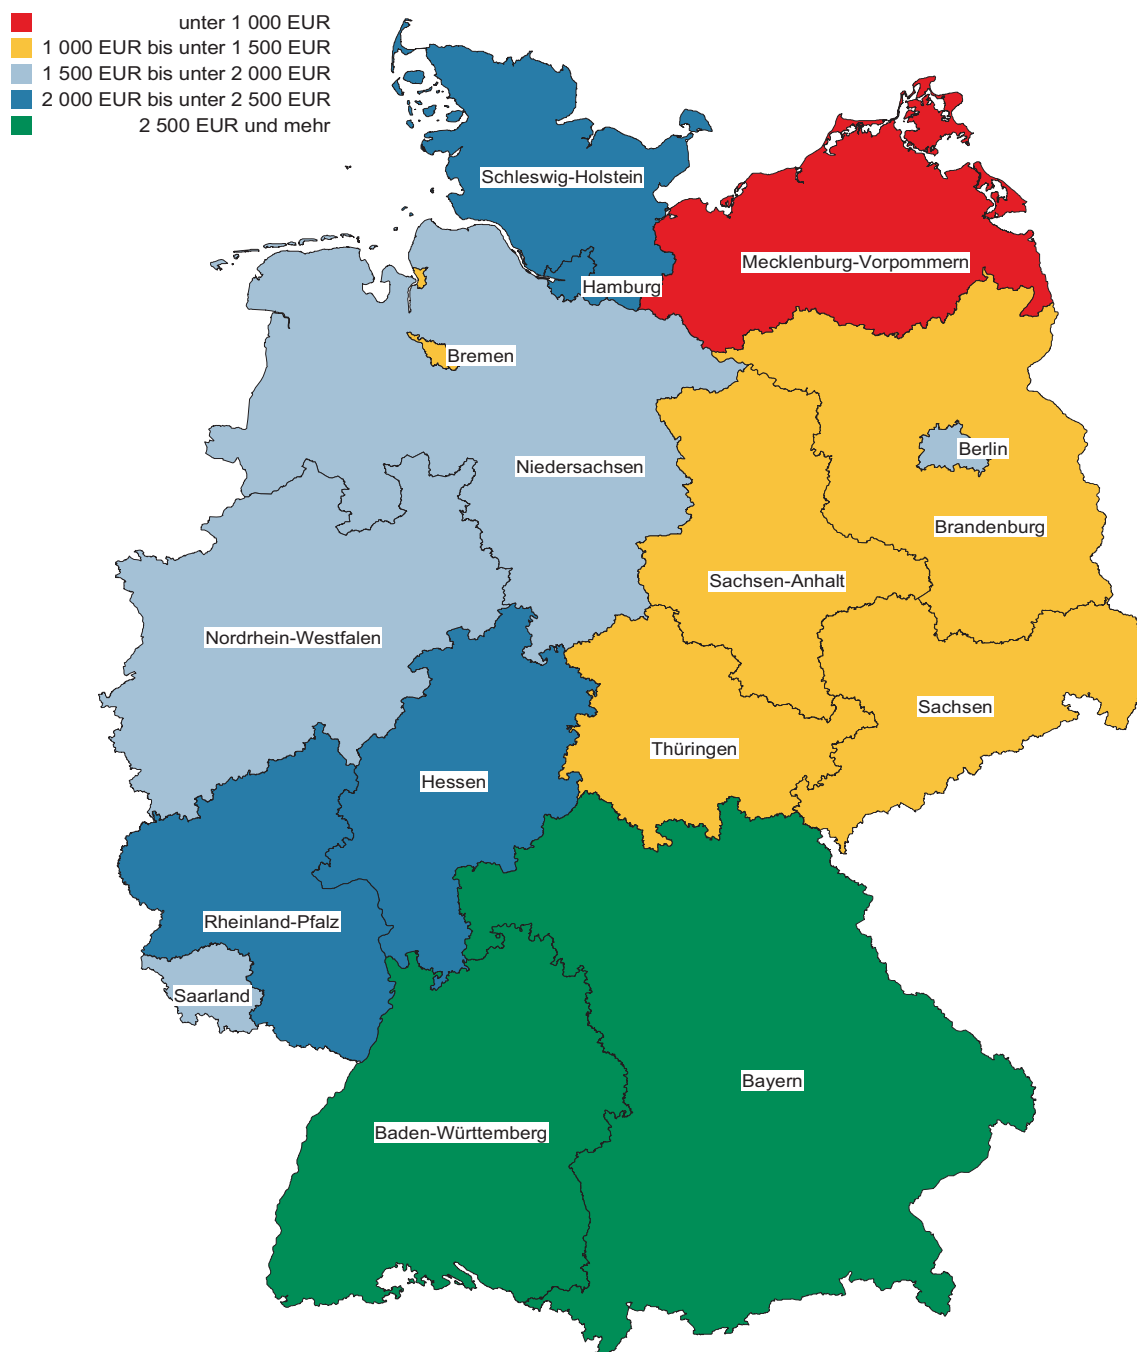 unter 1 000 EUR
1 000 EUR bis unter 1 500 EUR
1 500 EUR bis unter 2 000 EUR
2 000 EUR bis unter 2 500 EUR
2 500 EUR und mehr
Schleswig-Holstein
Mecklenburg-Vorpommern
Hamburg
Bremen
Berlin
Niedersachsen
Brandenburg
Sachsen-Anhalt
Nordrhein-Westfalen
Sachsen
Thüringen
Hessen
Rheinland-Pfalz
Saarland
Bayern
Baden-Württemberg